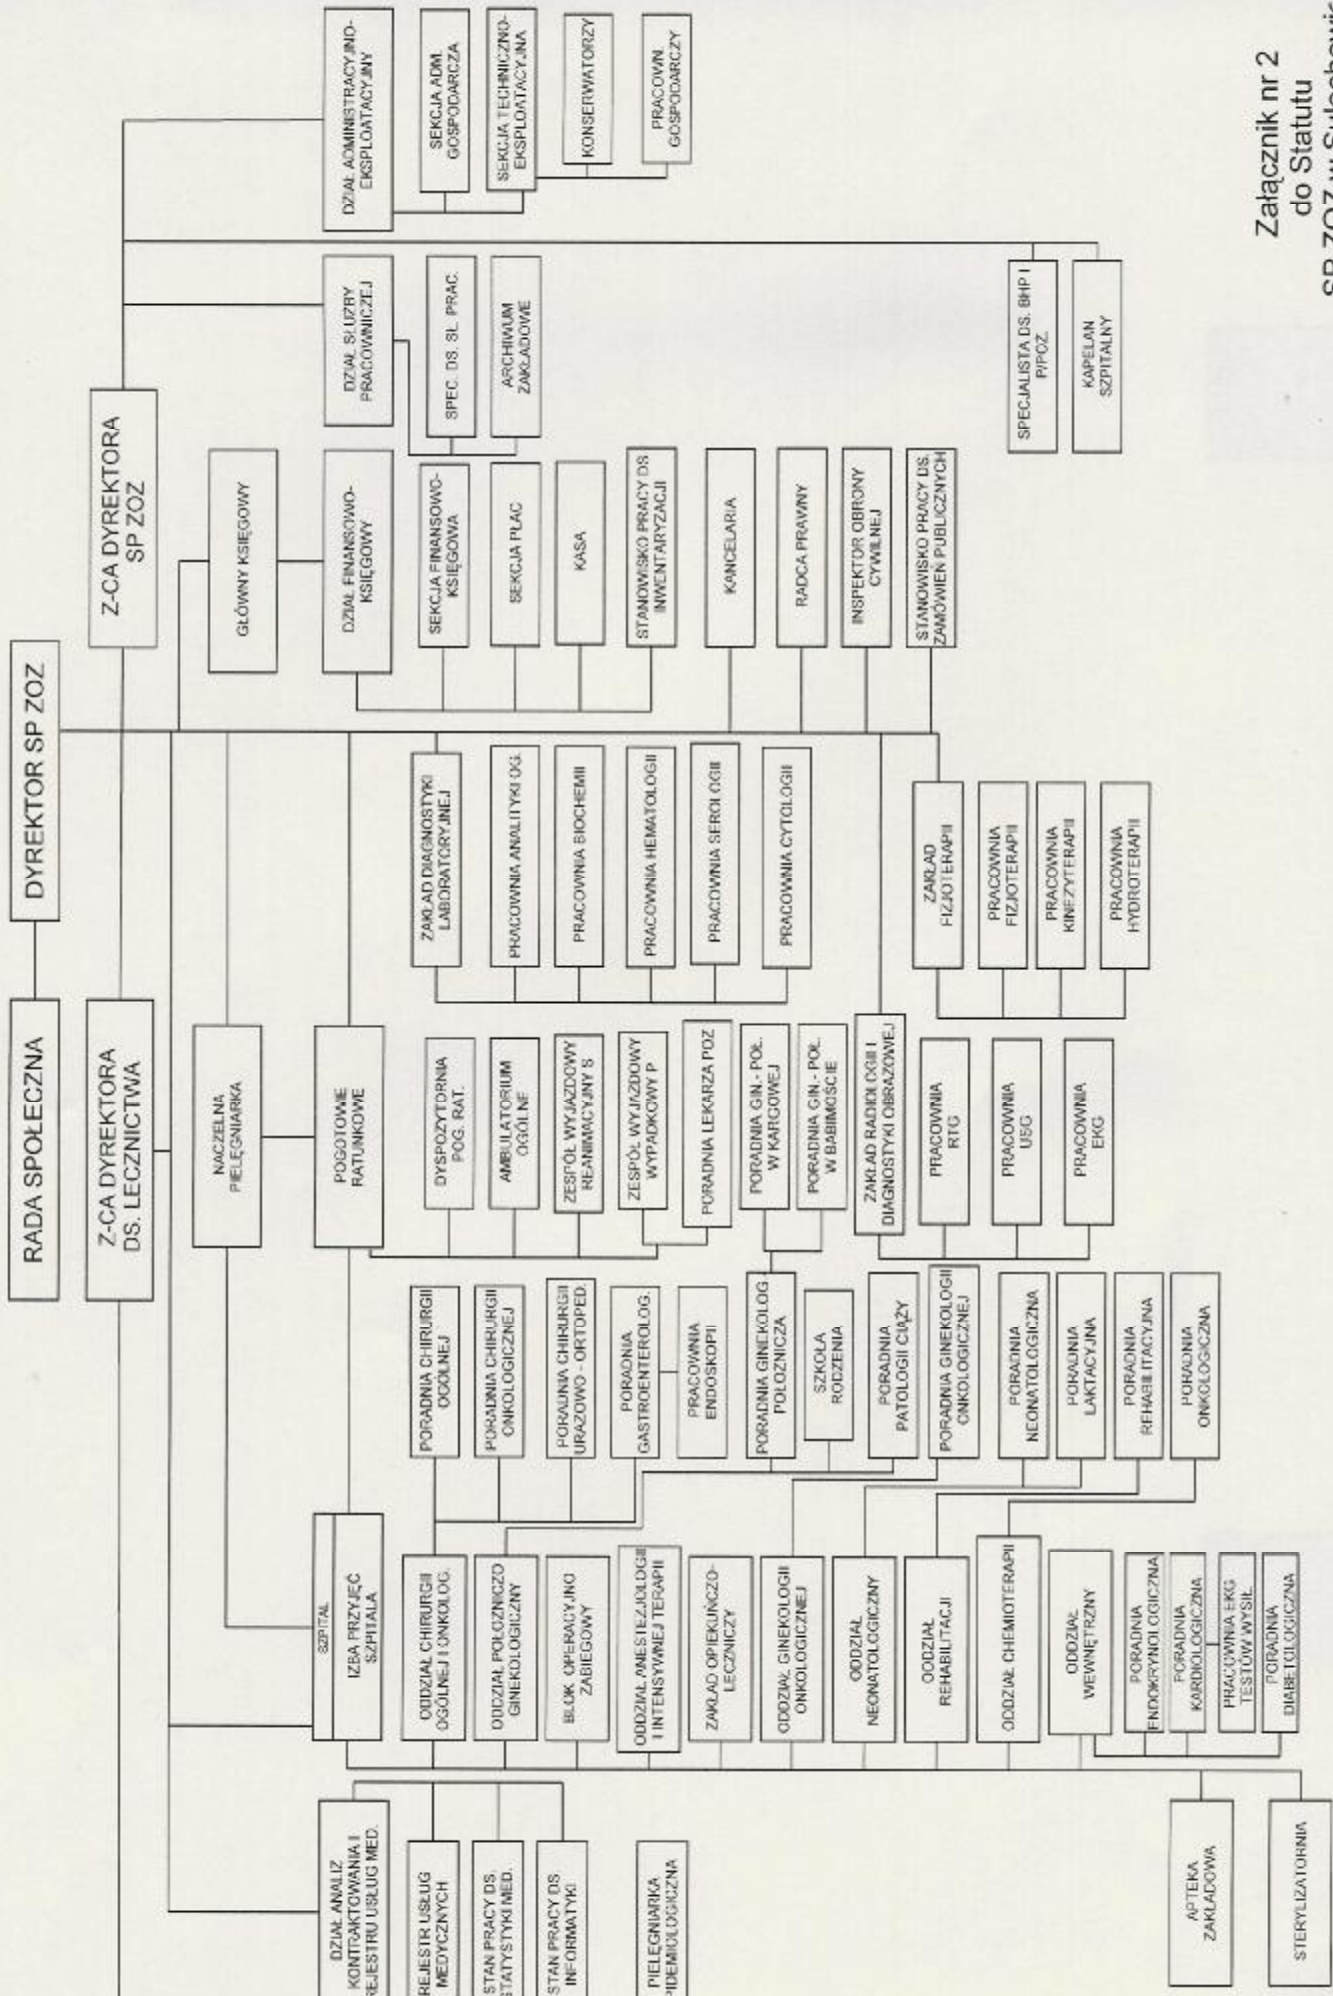 RADA SPOŁECZNA
DYREKTOR SP ZOZ
Z-CA DYREKTORA
DS. LECZNICTWA
Z-CA DYREKTORA
SP ZOZ
NACZELNA
PIELĘGNIARKA
GŁÓWNY KSIĘGOWY
DZIAŁ ANALIZ
KONTRAKTOWANIA I
REJESTRU USŁUG MED.
REJESTR USŁUG
MEDYCZNYCH
STAN PRACY DS.
STATYSTYKI MED.
STAN PRACY DS.
INFORMATYKI
PIELĘGNIARKA
PIDEMIOLOGICZNA
APTEKA
ZAKŁADOWA
STERYLIZATORNIA
SZPITAL
IZBA PRZYJĘĆ
SZPITALA
ODDZIAŁ CHIRURGII
OGÓLNEJ I ONKOLOG.
ODDZIAŁ POŁOŻNICZO
GINEKOLOGICZNY
BLOK OPERACYJNO
ZABIEGOWY
ODDZIAŁ ANESTEZJOLOGII
I INTENSYWNEJ TERAPII
ZAKŁAD OPIEKUŃCZO-
LECZNICZY
ODDZIAŁ GINEKOLOGII
ONKOLOGICZNEJ
ODDZIAŁ
NEONATOLOGICZNY
ODDZIAŁ
REHABILITACJI
ODDZIAŁ CHEMIOTERAPII
ODDZIAŁ
WEWNĘTRZNY
PORADNIA
ENDOKRYNOLOGICZNA
PORADNIA
KARDIOLOGICZNA
PRACOWNIA EKG
TESTÓW WYSIŁ.
PORADNIA
DIABETOLOGICZNA
PORADNIA CHIRURGII
OGÓLNEJ
PORADNIA CHIRURGII
ONKOLOGICZNEJ
PORADNIA CHIRURGII
URAZOWO - ORTOPED.
PORADNIA
GASTROENTEROLOG.
PRACOWNIA
ENDOSKOPII
PORADNIA GINEKOLOG
POŁOZNICZA
SZKOŁA
RODZENIA
PORADNIA
PATOLOGII CIĄŻY
PORADNIA GINEKOLOGII
ONKOLOGICZNEJ
PORADNIA
NEONATOLOGICZNA
PORADNIA
LAKTACYJNA
PORADNIA
REHABILITACYJNA
PORADNIA
ONKOLOGICZNA
POGOTOWIE
RATUNKOWE
DYSPOZYTORNIA
POG. RAT.
AMBULATORIUM
OGÓLNE
ZESPÓŁ WYJAZDOWY
REANIMACYJNY S
ZESPÓŁ WYJAZDOWY
WYPADKOWY P
PORADNIA LEKARZA POZ
PORADNIA GIN.- POŁ.
W KARGOWEJ
PORADNIA GIN.- POŁ.
W BABIMOŚCIE
ZAKŁAD RADIOLOGII I
DIAGNOSTYKI OBRAZOWEJ
PRACOWNIA
RTG
PRACOWNIA
USG
PRACOWNIA
EKG
ZAKŁAD DIAGNOSTYKI
LABORATORYJNEJ
PRACOWNIA ANALITYKI OG.
PRACOWNIA BIOCHEMII
PRACOWNIA HEMATOLOGII
PRACOWNIA SEROLOGII
PRACOWNIA CYTOLOGII
ZAKŁAD
FIZJOTERAPII
PRACOWNIA
FIZJOTERAPII
PRACOWNIA
KINEZYTERAPII
PRACOWNIA
HYDROTERAPII
DZIAŁ FINANSOWO-
KSIĘGOWY
SEKCJA FINANSOWO-
KSIĘGOWA
SEKCJA PŁAC
KASA
STANOWISKO PRACY DS
INWENTARYZACJI
KANCELARIA
RADCA PRAWNY
INSPEKTOR OBRONY
CYWILNEJ
STANOWISKO PRACY DS.
ZAMÓWIEŃ PUBLICZNYCH
DZIAŁ SŁUŻBY
PRACOWNICZEJ
SPEC. DS. SŁ. PRAC.
ARCHIWUM
ZAKŁADOWE
SPECJALISTA DS. BHP I
P/POŻ.
KAPELAN
SZPITALNY
DZIAŁ ADMINISTRACYJNO-
EKSPLOATACYJNY
SEKCJA ADM.
GOSPODARCZA
SEKCJA TECHNICZNO-
EKSPLOATACYJNA
KONSERWATORZY
PRACOWN.
GOSPODARCZY
Załącznik nr 2
do Statutu
SP ZOZ w